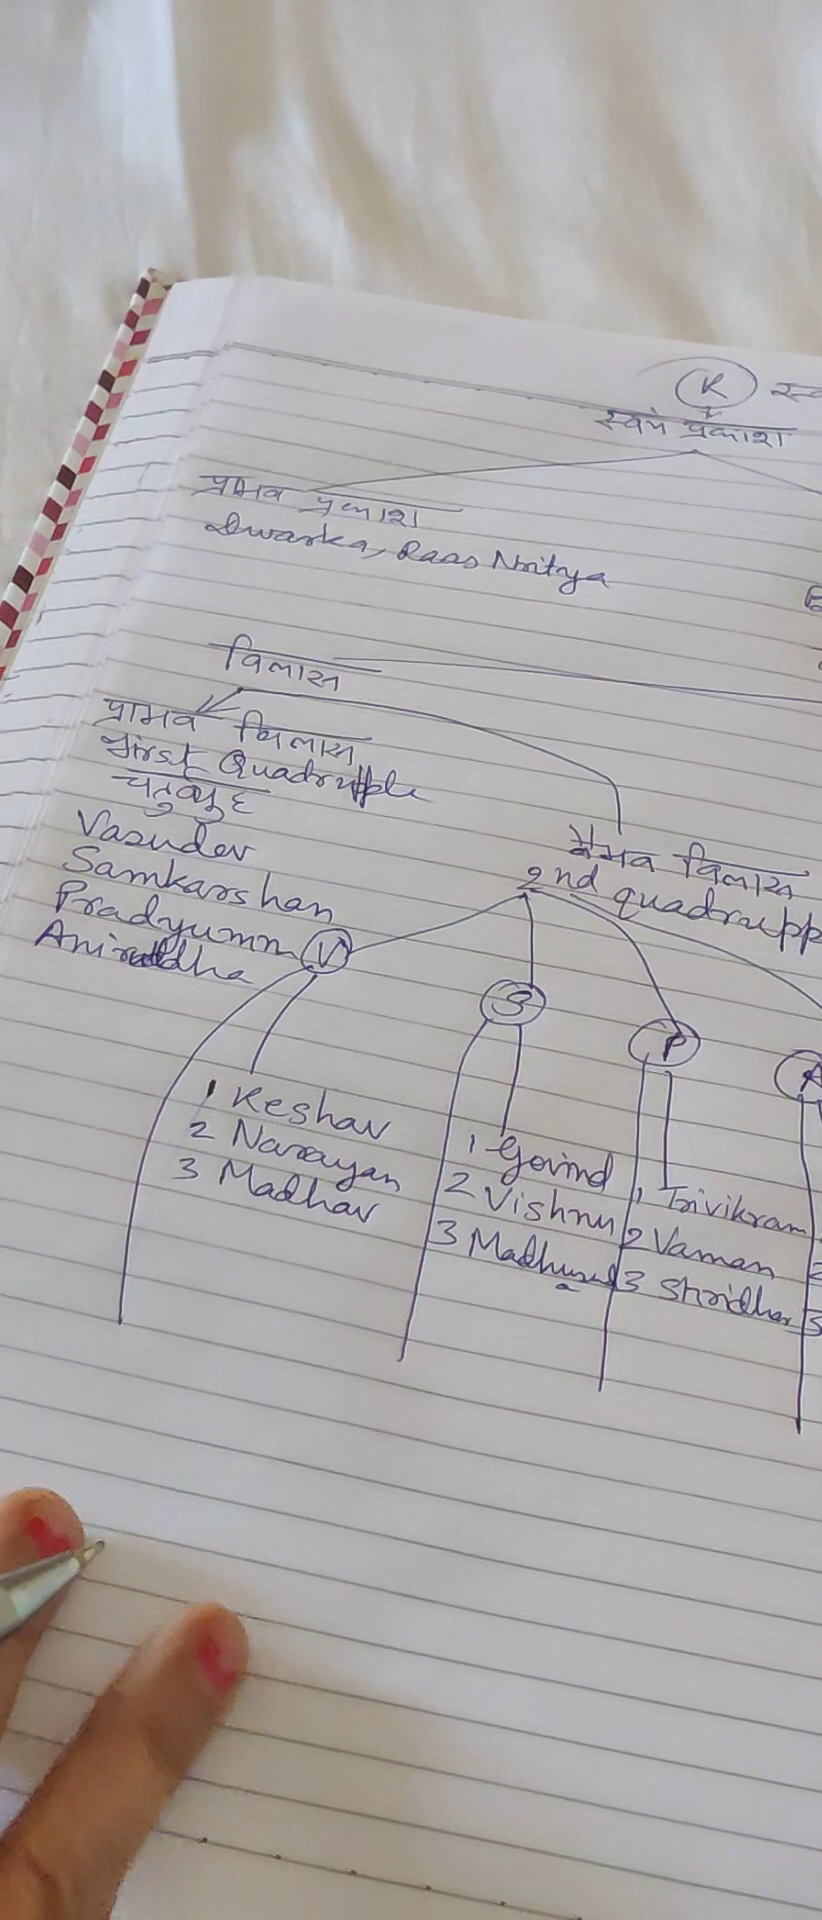 K
स्वयं प्रकाश
प्राभव प्रकाश
Dwarka, Raas Nritya
विलास
प्राभव विलास
first Quadrupple
चतुर्व्यूह
Vasudev
Samkarshan
Pradyumn
Aniruddha
वैभव विलास
2nd quadrupp
V
S
P
A
1 Keshav
2 Narayan
3 Madhav
1 Govind
2 Vishnu
3 Madhusud
a
1 Trivikram
2 Vaman
3 Shridhar